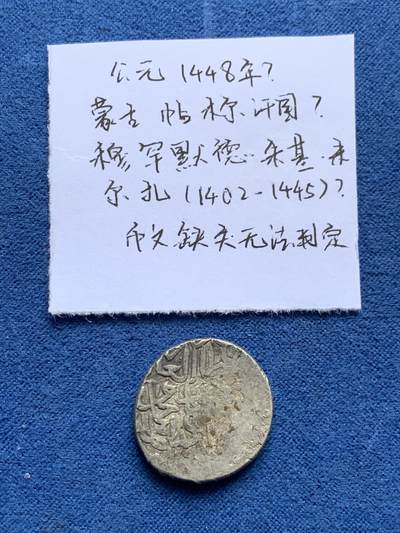 公元1448年？
蒙古帖木尔汗国？
穆罕默德·朱基·米
尔扎(1402-1445)？
币文缺失无法判定